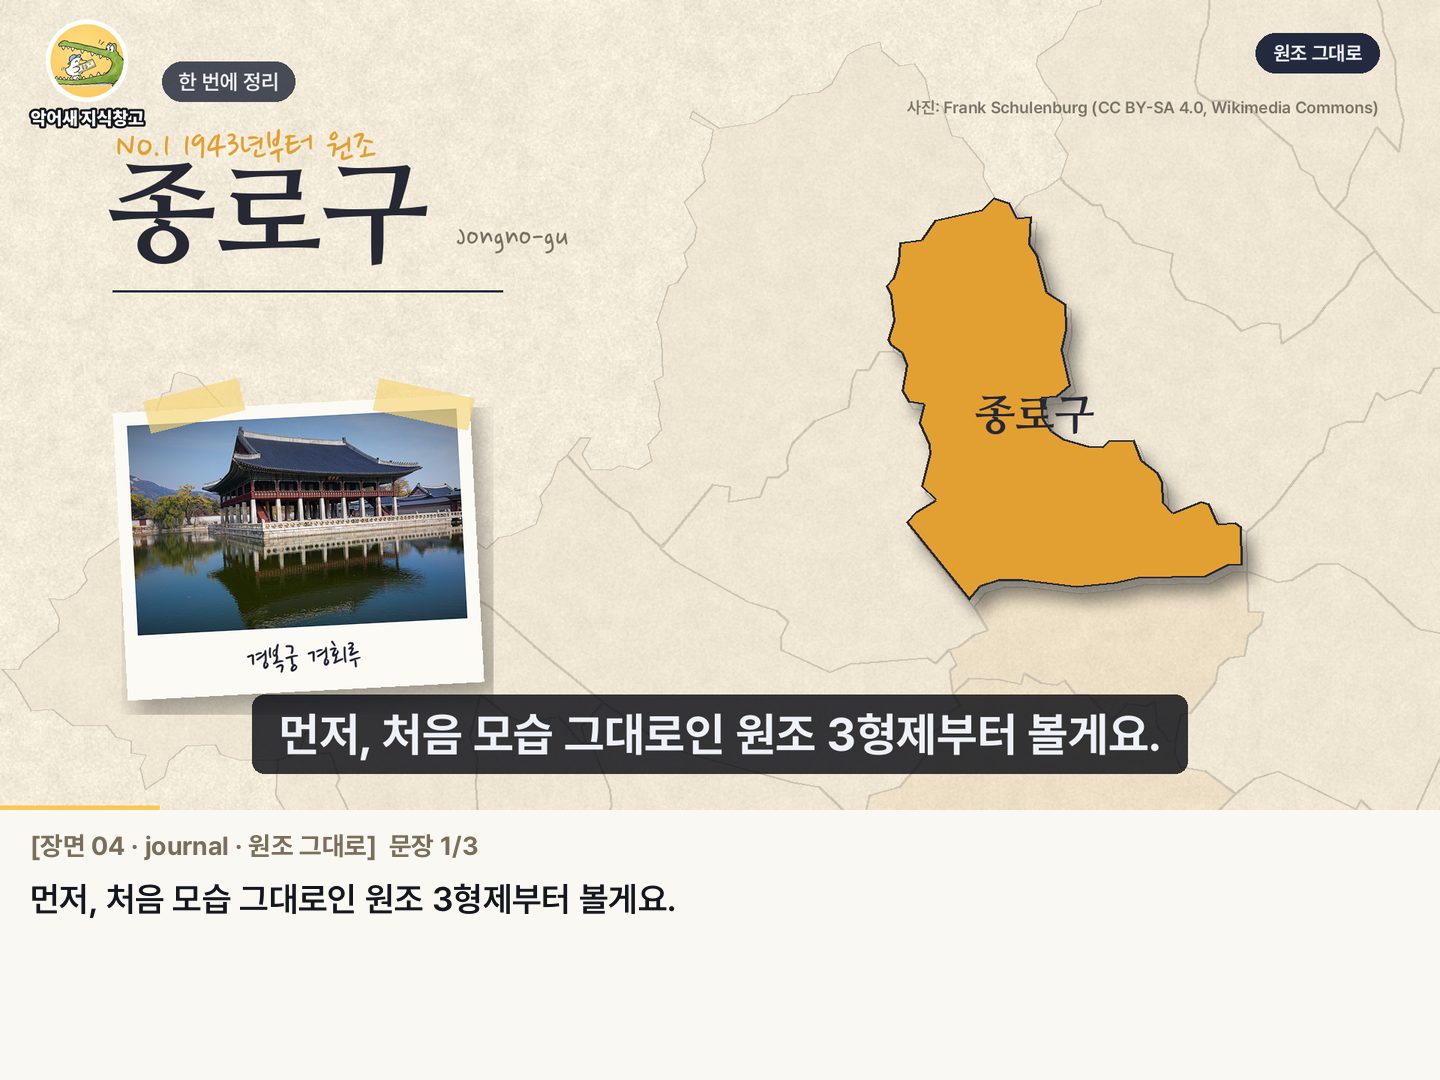 악어새 지식창고
한 번에 정리
원조 그대로
사진: Frank Schulenburg (CC BY-SA 4.0, Wikimedia Commons)
No.1 1943년부터 원조
종로구
Jongno-gu
종로구
경복궁 경회루
먼저, 처음 모습 그대로인 원조 3형제부터 볼게요.
[장면 04 · journal · 원조 그대로] 문장 1/3
먼저, 처음 모습 그대로인 원조 3형제부터 볼게요.